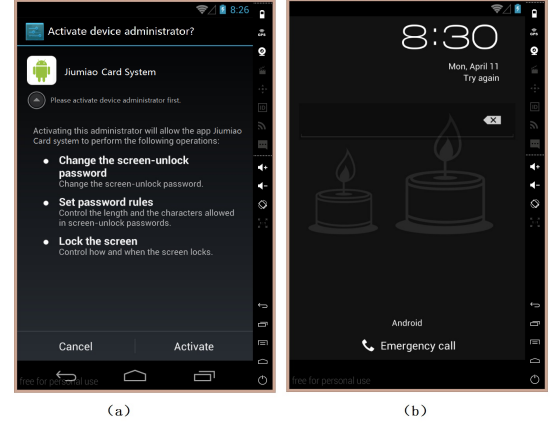 8:26
Activate device administrator?
Jiumiao Card System
Please activate device administrator first.
Activating this administrator will allow the app Jiumiao
Card system to perform the following operations:
● Change the screen-unlock
password
Change the screen-unlock password.
● Set password rules
Control the length and the characters allowed
in screen-unlock passwords.
● Lock the screen
Control how and when the screen locks.
Cancel
Activate
free for personal use
GPS
ID
(a)
8:30
Mon, April 11
Try again
Android
Emergency call
free for personal use
GPS
ID
(b)